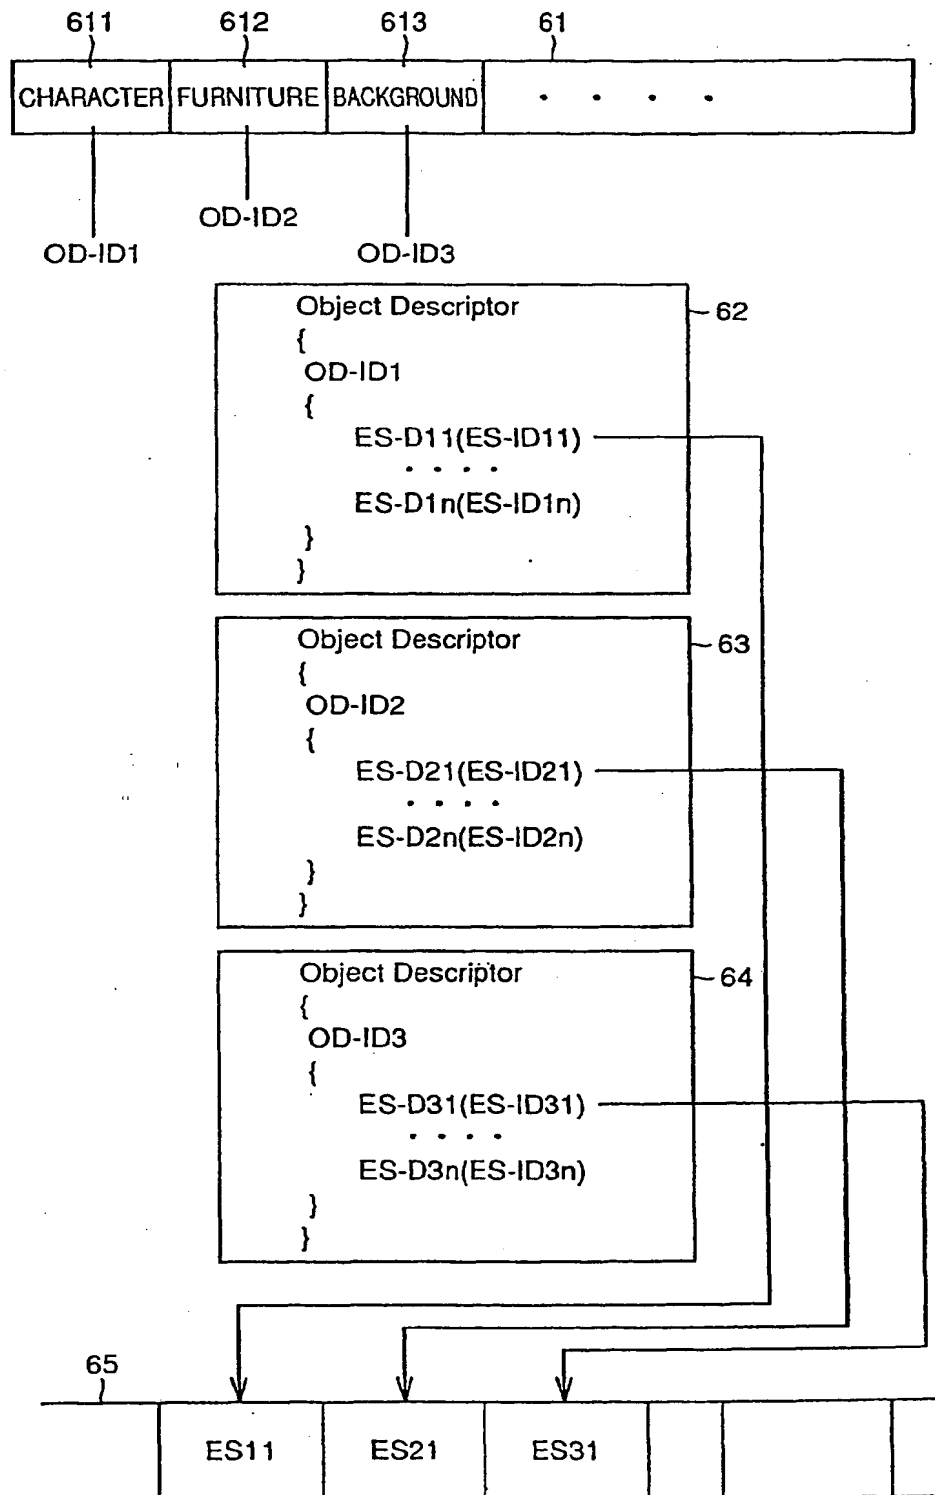 611 612 613 61
CHARACTER FURNITURE BACKGROUND . . . .
OD-ID2
OD-ID1 OD-ID3
Object Descriptor 62
{
OD-ID1
{
ES-D11(ES-ID11)
. . . .
ES-D1n(ES-ID1n)
}
}
Object Descriptor 63
{
OD-ID2
{
ES-D21(ES-ID21)
. . . .
ES-D2n(ES-ID2n)
}
}
Object Descriptor 64
{
OD-ID3
{
ES-D31(ES-ID31)
. . . .
ES-D3n(ES-ID3n)
}
}
65
ES11 ES21 ES31